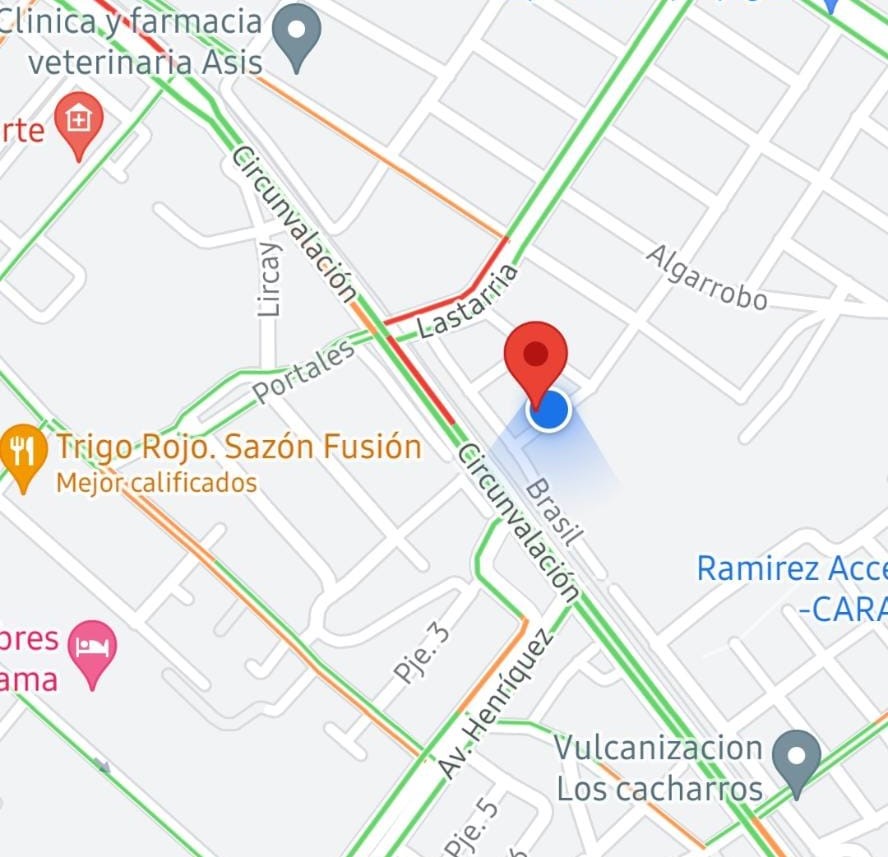 Clinica y farmacia
veterinaria Asis
rte
Circunvalación
Lircay
Algarrobo
Lastarria
Portales
Trigo Rojo. Sazón Fusión
Mejor calificados
Circunvalación
Brasil
Ramirez Acce
-CARA
bres
ama
Pje. 3
Av. Henríquez
Vulcanizacion
Los cacharros
Pje. 5